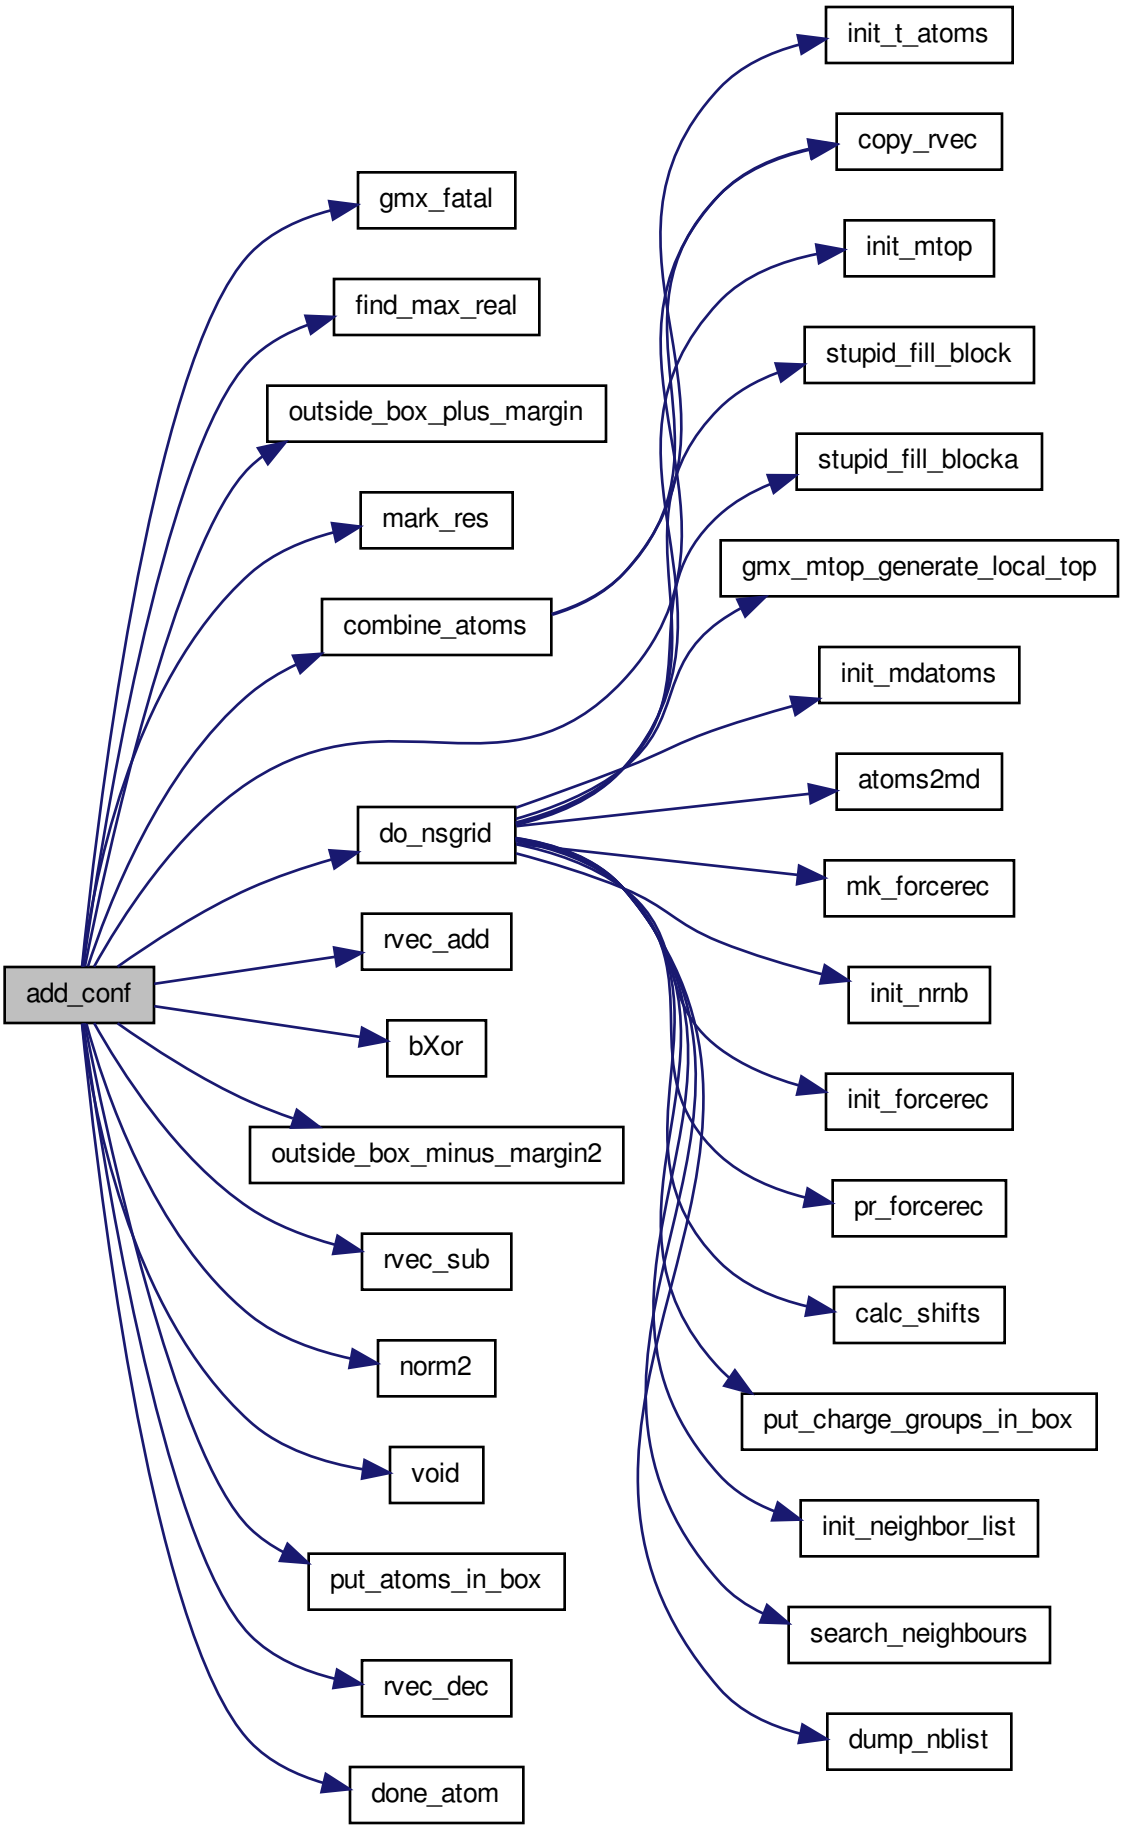 add_conf
gmx_fatal
find_max_real
outside_box_plus_margin
mark_res
combine_atoms
do_nsgrid
rvec_add
bXor
outside_box_minus_margin2
rvec_sub
norm2
void
put_atoms_in_box
rvec_dec
done_atom
init_t_atoms
copy_rvec
init_mtop
stupid_fill_block
stupid_fill_blocka
gmx_mtop_generate_local_top
init_mdatoms
atoms2md
mk_forcerec
init_nrnb
init_forcerec
pr_forcerec
calc_shifts
put_charge_groups_in_box
init_neighbor_list
search_neighbours
dump_nblist